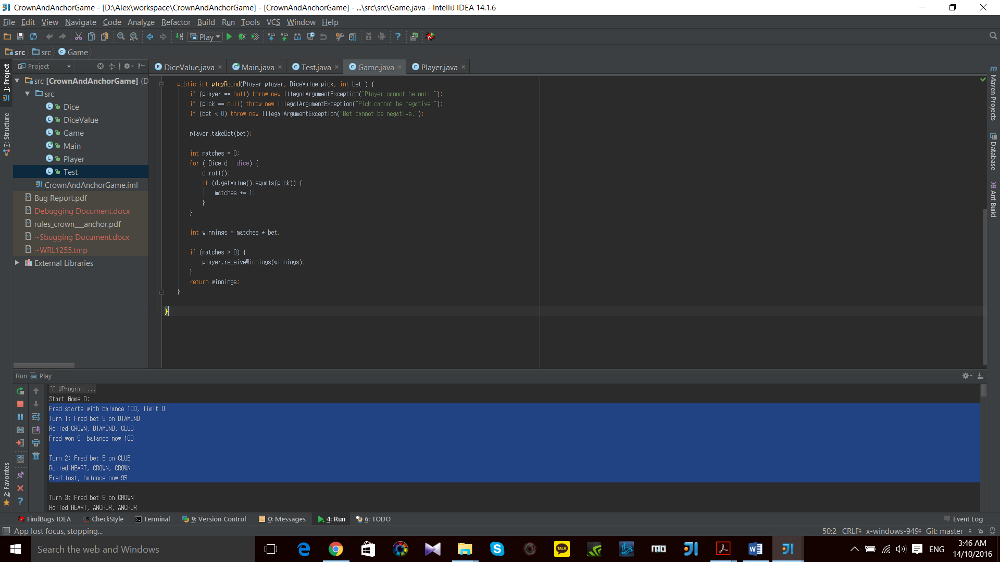 CrownAndAnchorGame - [D:\Alex\workspace\CrownAndAnchorGame] - [CrownAndAnchorGame] - ...\src\src\Game.java - IntelliJ IDEA 14.1.6
File Edit View Navigate Code Analyze Refactor Build Run Tools VCS Window Help
Play VCS VCS
src src Game
1: Project
7: Structure
2: Favorites
Project
src [CrownAndAnchorGame] (D
src
Dice
DiceValue
Game
Main
Player
Test
CrownAndAnchorGame.iml
Bug Report.pdf
Debugging Document.docx
rules_crown___anchor.pdf
~$bugging Document.docx
~WRL1255.tmp
External Libraries
DiceValue.java Main.java Test.java Game.java Player.java
public int playRound(Player player, DiceValue pick, int bet ) {
if (player == null) throw new IllegalArgumentException("Player cannot be null.");
if (pick == null) throw new IllegalArgumentException("Pick cannot be negative.");
if (bet < 0) throw new IllegalArgumentException("Bet cannot be negative.");
player.takeBet(bet);
int matches = 0;
for ( Dice d : dice) {
d.roll();
if (d.getValue().equals(pick)) {
matches += 1;
}
}
int winnings = matches * bet;
if (matches > 0) {
player.receiveWinnings(winnings);
}
return winnings;
}
}
Maven Projects
Database
Ant Build
Run Play
"C:\Program ...
Start Game 0:
Fred starts with balance 100, limit 0
Turn 1: Fred bet 5 on DIAMOND
Rolled CROWN, DIAMOND, CLUB
Fred won 5, balance now 100
Turn 2: Fred bet 5 on CLUB
Rolled HEART, CROWN, CROWN
Fred lost, balance now 95
Turn 3: Fred bet 5 on CROWN
Rolled HEART, ANCHOR, ANCHOR
FindBugs-IDEA CheckStyle Terminal 9: Version Control 0: Messages 4: Run 6: TODO Event Log
App lost focus, stopping... 50:2 CRLF x-windows-949 Git: master
Search the web and Windows
TALK
ENG
3:46 AM
14/10/2016